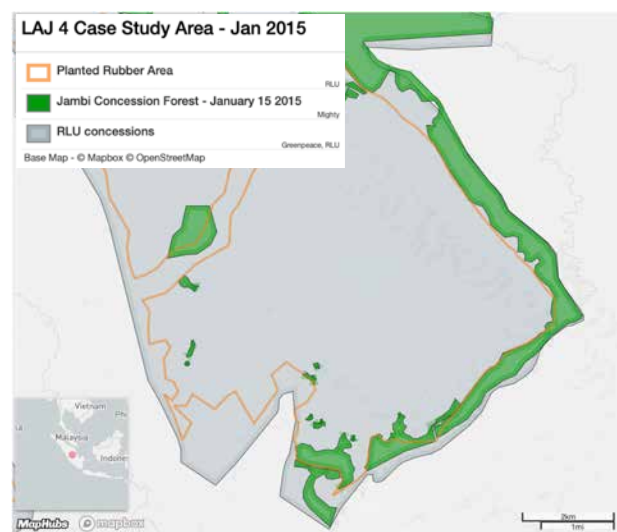 LAJ 4 Case Study Area - Jan 2015
Planted Rubber Area
RLU
Jambi Concession Forest - January 15 2015
Mighty
RLU concessions
Greenpeace, RLU
Base Map - © Mapbox © OpenStreetMap
Vietnam
Malaysia
Indones
MapHubs mapbox
2km
1mi